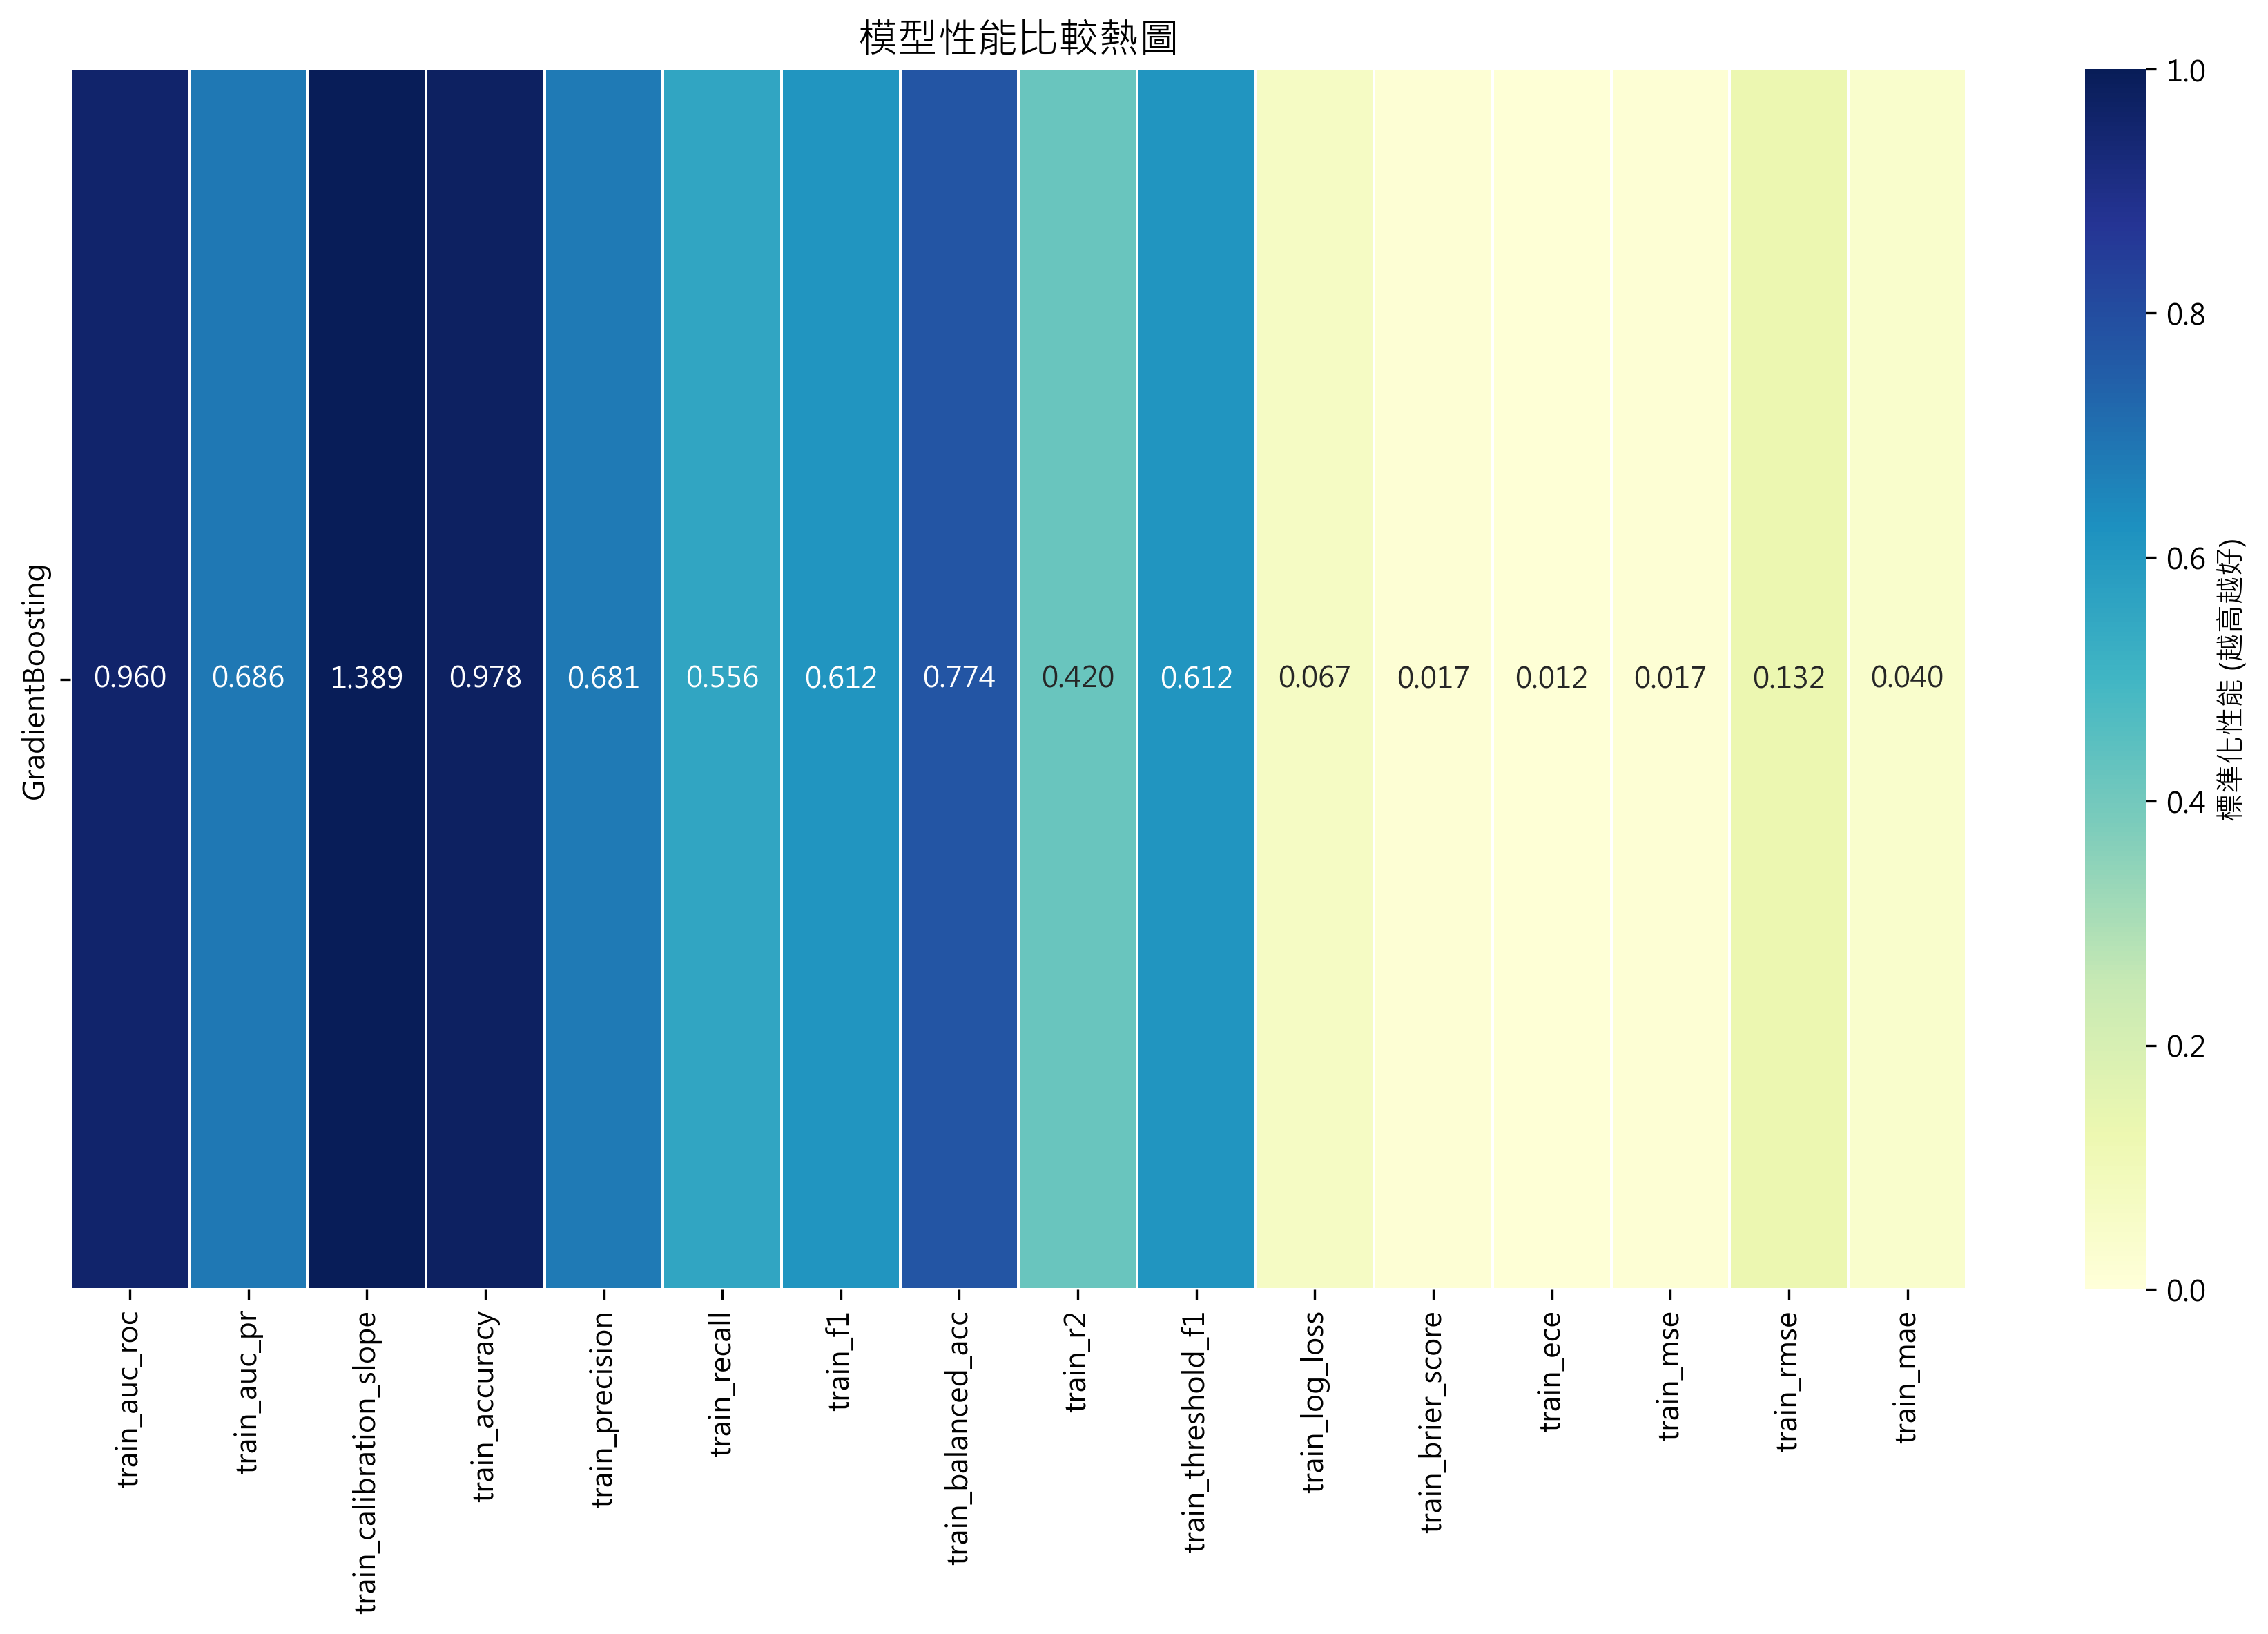 模型性能比較熱圖
GradientBoosting
0.960 0.686 1.389 0.978 0.681 0.556 0.612 0.774 0.420 0.612 0.067 0.017 0.012 0.017 0.132 0.040
train_auc_roc
train_auc_pr
train_calibration_slope
train_accuracy
train_precision
train_recall
train_f1
train_balanced_acc
train_r2
train_threshold_f1
train_log_loss
train_brier_score
train_ece
train_mse
train_rmse
train_mae
1.0
0.8
0.6
0.4
0.2
0.0
標準化性能 (越高越好)